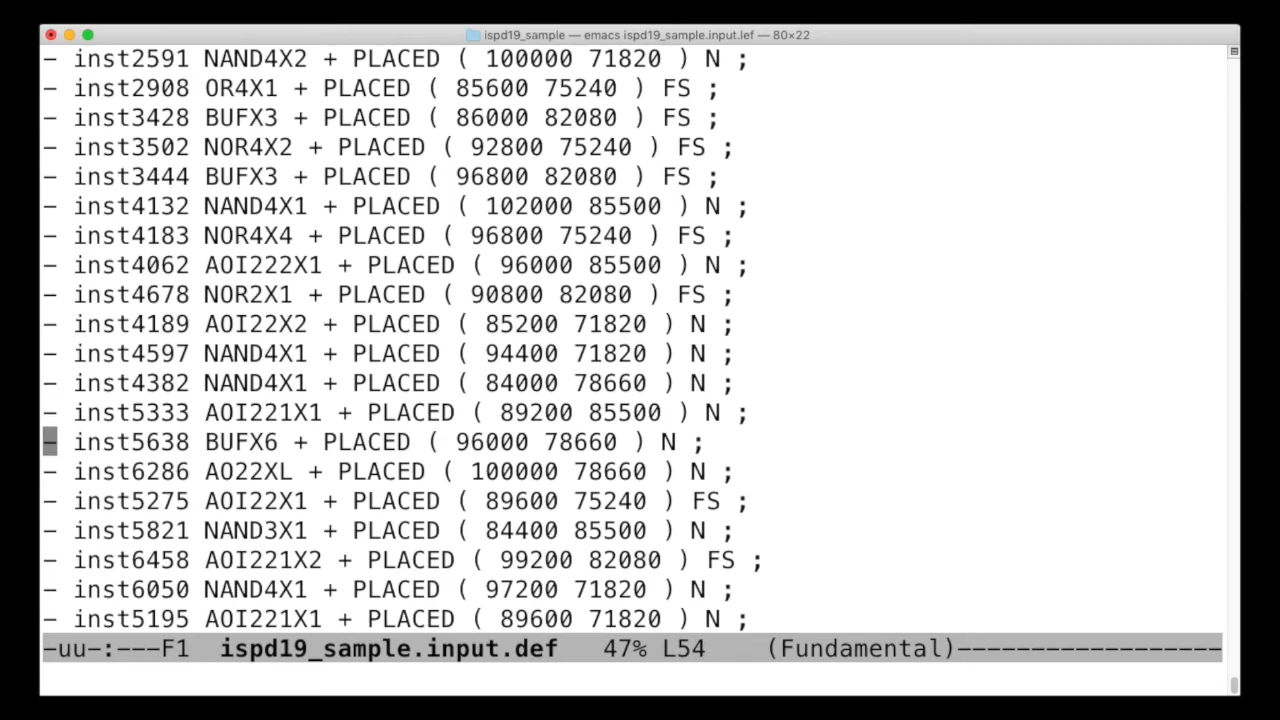 ispd19_sample — emacs ispd19_sample.input.lef — 80×22
- inst2591 NAND4X2 + PLACED ( 100000 71820 ) N ;
- inst2908 OR4X1 + PLACED ( 85600 75240 ) FS ;
- inst3428 BUFX3 + PLACED ( 86000 82080 ) FS ;
- inst3502 NOR4X2 + PLACED ( 92800 75240 ) FS ;
- inst3444 BUFX3 + PLACED ( 96800 82080 ) FS ;
- inst4132 NAND4X1 + PLACED ( 102000 85500 ) N ;
- inst4183 NOR4X4 + PLACED ( 96800 75240 ) FS ;
- inst4062 AOI222X1 + PLACED ( 96000 85500 ) N ;
- inst4678 NOR2X1 + PLACED ( 90800 82080 ) FS ;
- inst4189 AOI22X2 + PLACED ( 85200 71820 ) N ;
- inst4597 NAND4X1 + PLACED ( 94400 71820 ) N ;
- inst4382 NAND4X1 + PLACED ( 84000 78660 ) N ;
- inst5333 AOI221X1 + PLACED ( 89200 85500 ) N ;
- inst5638 BUFX6 + PLACED ( 96000 78660 ) N ;
- inst6286 AO22XL + PLACED ( 100000 78660 ) N ;
- inst5275 AOI22X1 + PLACED ( 89600 75240 ) FS ;
- inst5821 NAND3X1 + PLACED ( 84400 85500 ) N ;
- inst6458 AOI221X2 + PLACED ( 99200 82080 ) FS ;
- inst6050 NAND4X1 + PLACED ( 97200 71820 ) N ;
- inst5195 AOI221X1 + PLACED ( 89600 71820 ) N ;
-uu-:---F1 ispd19_sample.input.def 47% L54 (Fundamental)------------------